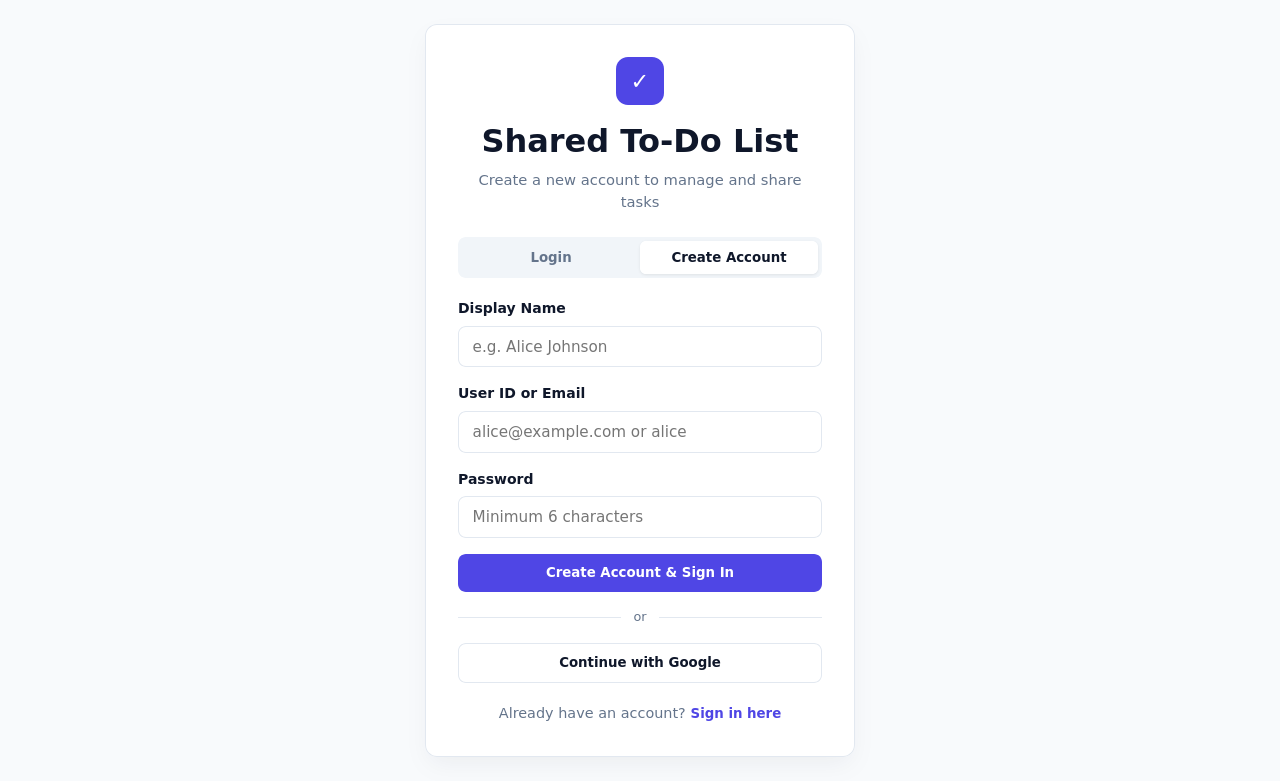 ✓
Shared To-Do List
Create a new account to manage and share
tasks
Login
Create Account
Display Name
e.g. Alice Johnson
User ID or Email
alice@example.com or alice
Password
Minimum 6 characters
Create Account & Sign In
or
Continue with Google
Already have an account? Sign in here